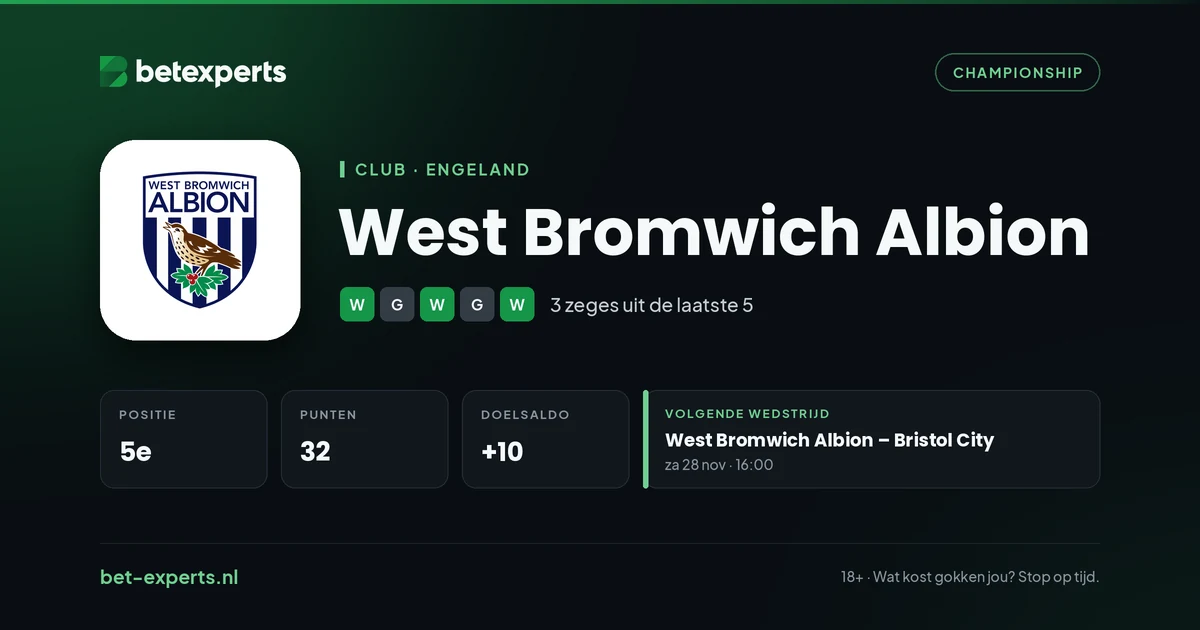 betexperts
CHAMPIONSHIP
WEST BROMWICH
ALBION
CLUB · ENGELAND
West Bromwich Albion
W G W G W 3 zeges uit de laatste 5
POSITIE
5e
PUNTEN
32
DOELSALDO
+10
VOLGENDE WEDSTRIJD
West Bromwich Albion – Bristol City
za 28 nov · 16:00
bet-experts.nl
18+ · Wat kost gokken jou? Stop op tijd.